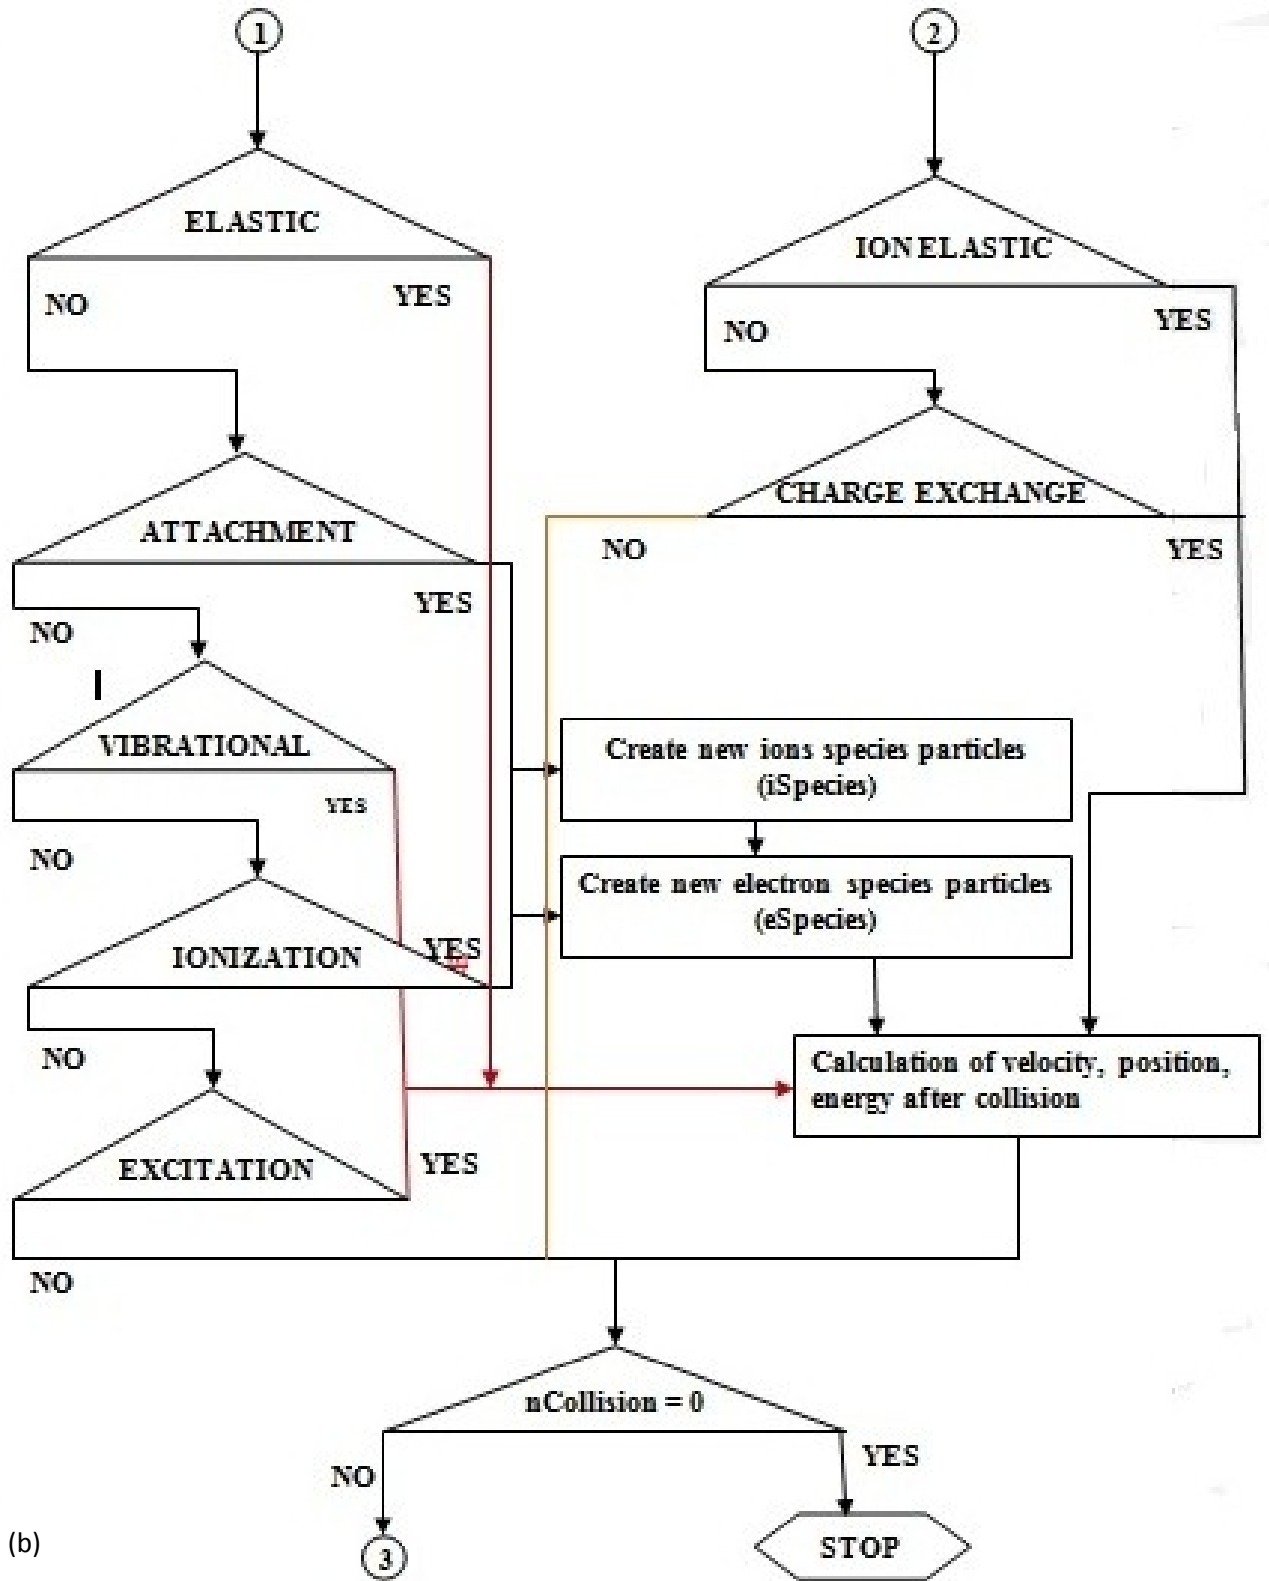 1
2
ELASTIC
ION ELASTIC
NO
YES
NO
YES
CHARGE EXCHANGE
NO
YES
ATTACHMENT
YES
NO
VIBRATIONAL
YES
NO
Create new ions species particles
(iSpecies)
Create new electron species particles
(eSpecies)
IONIZATION
YES
NO
Calculation of velocity, position,
energy after collision
EXCITATION
YES
NO
nCollision = 0
NO
YES
3
STOP
(b)